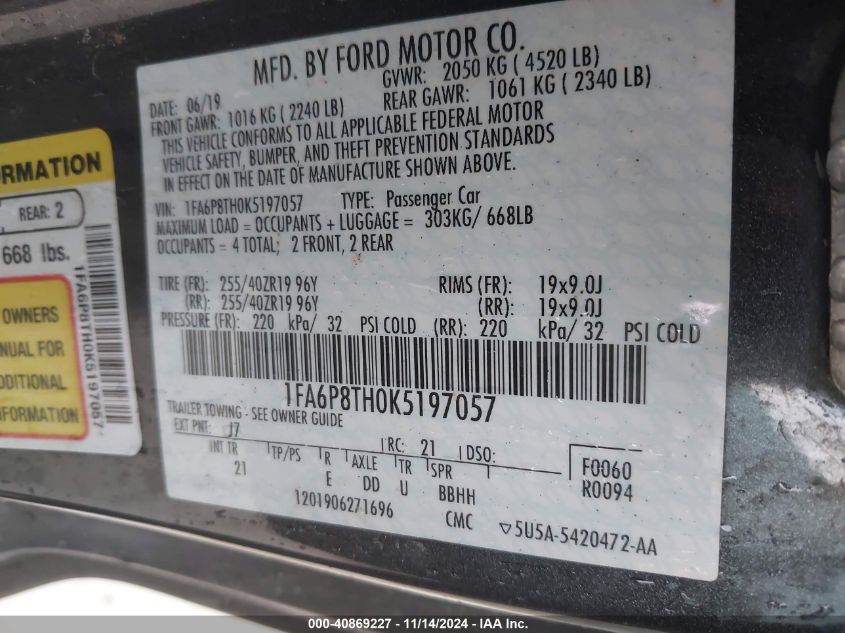 MFD. BY FORD MOTOR CO.
DATE: 06/19 GVWR: 2050 KG ( 4520 LB)
FRONT GAWR: 1016 KG ( 2240 LB) REAR GAWR: 1061 KG ( 2340 LB)
THIS VEHICLE CONFORMS TO ALL APPLICABLE FEDERAL MOTOR
VEHICLE SAFETY, BUMPER, AND THEFT PREVENTION STANDARDS
IN EFFECT ON THE DATE OF MANUFACTURE SHOWN ABOVE.
VIN: 1FA6P8TH0K5197057 TYPE: Passenger Car
MAXIMUM LOAD = OCCUPANTS + LUGGAGE = 303KG/ 668LB
OCCUPANTS = 4 TOTAL; 2 FRONT, 2 REAR
TIRE (FR): 255/40ZR19 96Y RIMS (FR): 19x9.0J
(RR): 255/40ZR19 96Y (RR): 19x9.0J
PRESSURE (FR): 220 kPa/ 32 PSI COLD (RR): 220 kPa/ 32 PSI COLD
1FA6P8TH0K5197057
TRAILER TOWING - SEE OWNER GUIDE
EXT PNT: J7 RC: 21 DSO:
INT TR TP/PS R AXLE TR SPR F0060
21 E DD U BBHH R0094
1201906271696 CMC 5U5A-5420472-AA
ORMATION
REAR: 2
668 lbs.
OWNERS
ANUAL FOR
DDITIONAL
NFORMATION
1FA6P8TH0K5197057
000-40869227 - 11/14/2024 - IAA Inc.